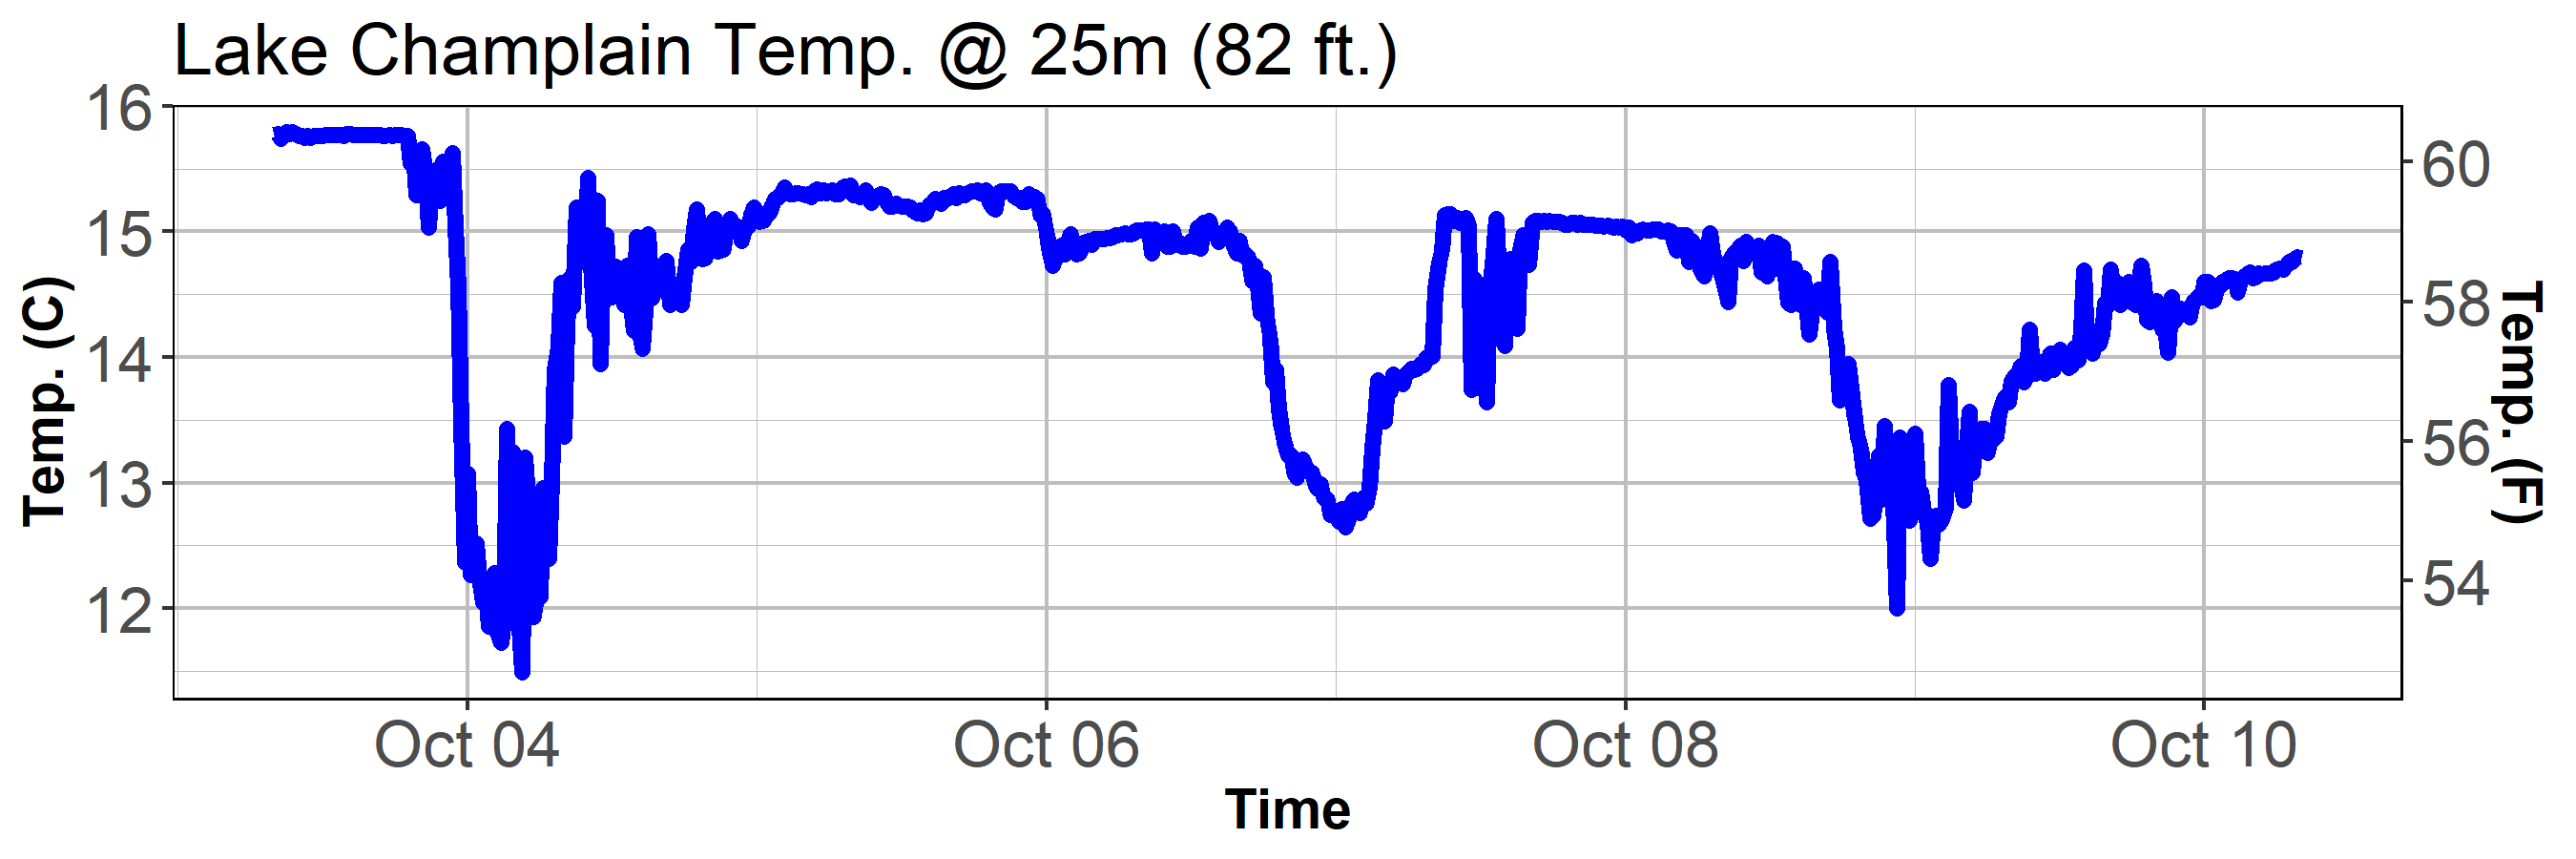 Lake Champlain Temp. @ 25m (82 ft.)
16
15
14
13
12
Temp. (C)
60
58
56
54
Temp. (F)
Oct 04
Oct 06
Oct 08
Oct 10
Time